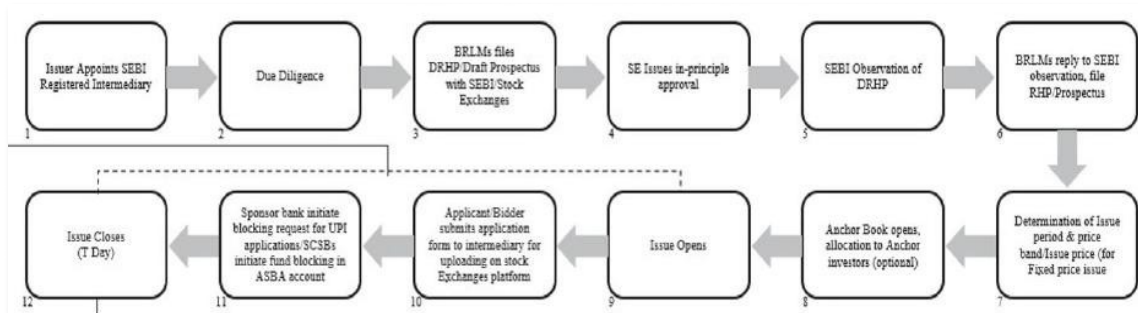 Issuer Appoints SEBI
Registered Intermediary
1
Due Diligence
2
BRLMs files
DRHP/Draft Prospectus
with SEBI/Stock
Exchanges
3
SE Issues in-principle
approval
4
SEBI Observation of
DRHP
5
BRLMs reply to SEBI
observation, file
RHP/Prospectus
6
Determination of Issue
period & price
band/Issue price (for
Fixed price issue
7
Anchor Book opens,
allocation to Anchor
investors (optional)
8
Issue Opens
9
Applicant/Bidder
submits application
form to intermediary for
uploading on stock
Exchanges platform
10
Sponsor bank initiate
blocking request for UPI
applications/SCSBs
initiate fund blocking in
ASBA account
11
Issue Closes
(T Day)
12